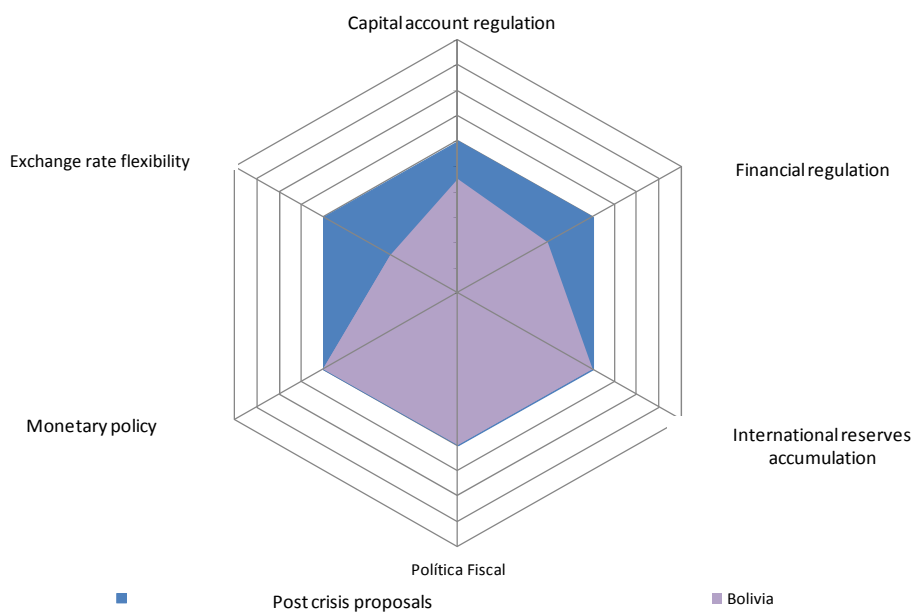 Capital account regulation
Exchange rate flexibility
Financial regulation
Monetary policy
International reserves
accumulation
Política Fiscal
Post crisis proposals
Bolivia